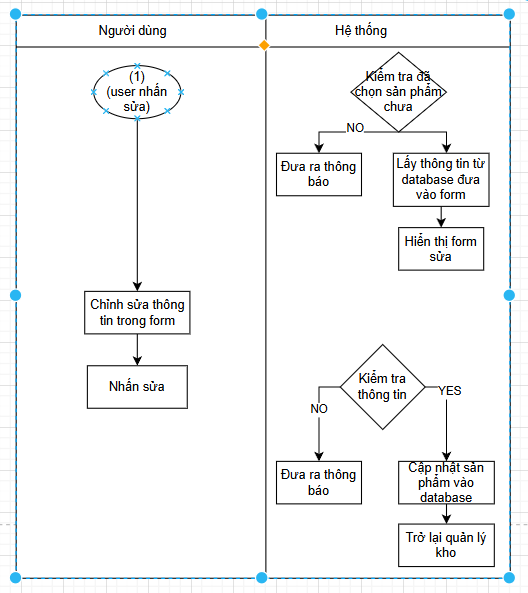 Người dùng
Hệ thống
(1)
(user nhấn
sửa)
Kiểm tra đã
chọn sản phẩm
chưa
NO
Đưa ra thông
báo
Lấy thông tin từ
database đưa
vào form
Hiển thị form
sửa
Chỉnh sửa thông
tin trong form
Nhấn sửa
Kiểm tra
thông tin
NO
YES
Đưa ra thông
báo
Cập nhật sản
phẩm vào
database
Trở lại quản lý
kho